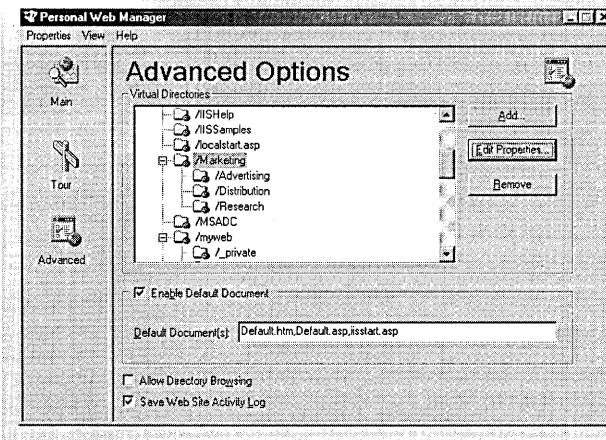 Personal Web Manager
Properties View Help
Main
Tour
Advanced
Advanced Options
Virtual Directories
/IISHelp
/IISSamples
/localstart.asp
/Marketing
/Advertising
/Distribution
/Research
/MSADC
/myweb
/_private
Add...
Edit Properties...
Remove
Enable Default Document
Default Document(s): Default.htm,Default.asp,iisstart.asp
Allow Directory Browsing
Save Web Site Activity Log